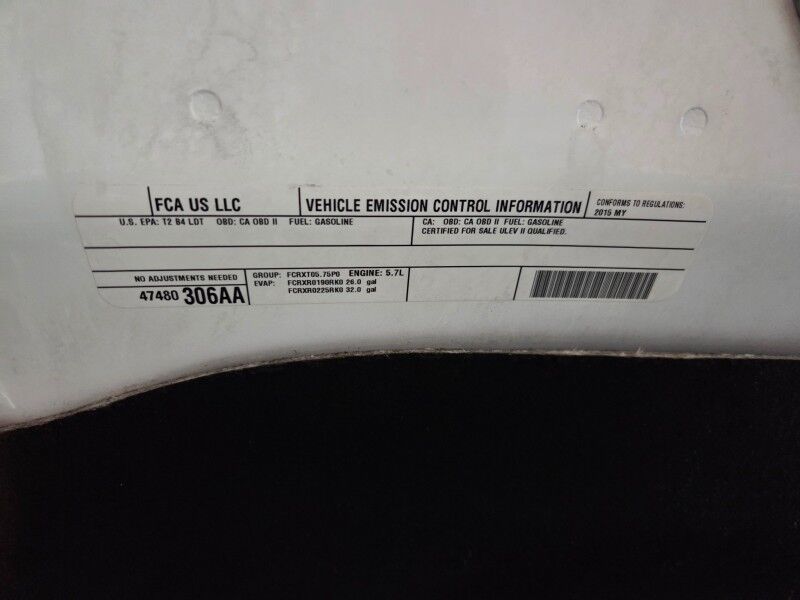 FCA US LLC
VEHICLE EMISSION CONTROL INFORMATION
CONFORMS TO REGULATIONS:
2015 MY
U.S. EPA: T2 B4 LDT OBD: CA OBD II FUEL: GASOLINE
CA: OBD: CA OBD II FUEL: GASOLINE
CERTIFIED FOR SALE ULEV II QUALIFIED.
NO ADJUSTMENTS NEEDED
47480 306AA
GROUP: FCRXT05.75P0 ENGINE: 5.7L
EVAP: FCRXR0190RK0 26.0 gal
FCRXR0225RK0 32.0 gal